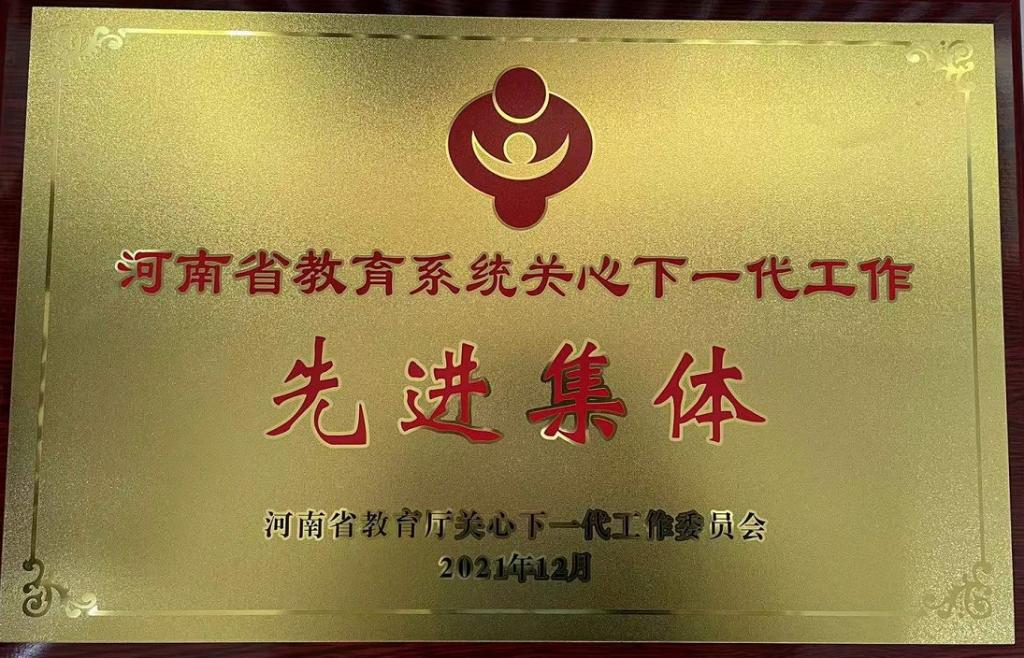 河南省教育系统关心下一代工作
先进集体
河南省教育厅关心下一代工作委员会
2021年12月